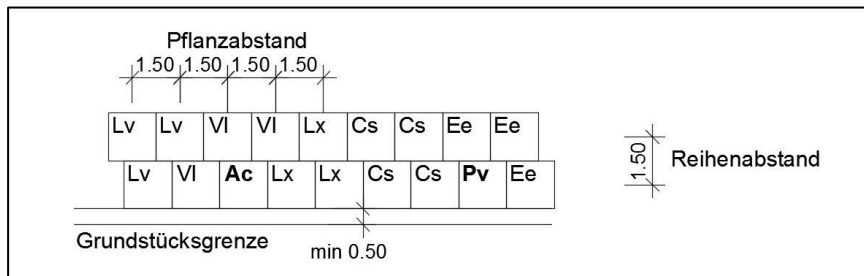 Pflanzabstand
1.50 1.50 1.50 1.50
Lv Lv Vl Vl Lx Cs Cs Ee Ee
Lv Vl Ac Lx Lx Cs Cs Pv Ee
1.50 Reihenabstand
Grundstücksgrenze
min 0.50